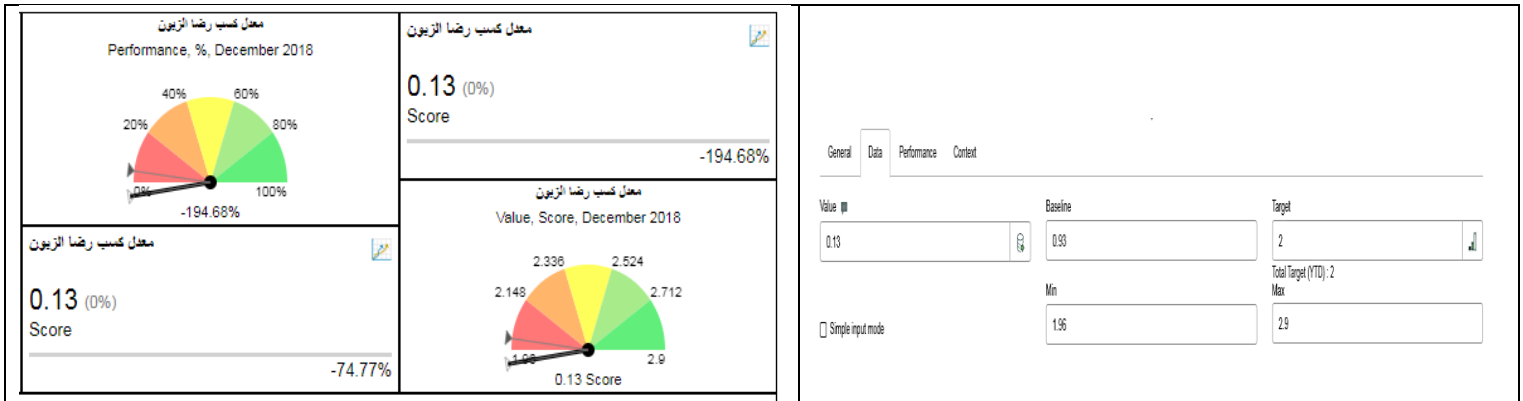 معدل كسب رضا الزبون
Performance, %, December 2018
40%
60%
20%
80%
0%
100%
-194.68%
معدل كسب رضا الزبون
0.13 (0%)
Score
-194.68%
معدل كسب رضا الزبون
0.13 (0%)
Score
-74.77%
معدل كسب رضا الزبون
Value, Score, December 2018
2.336
2.524
2.148
2.712
1.96
2.9
0.13 Score
General Data Performance Context
Value
Baseline
Target
0.13
0.93
2
Total Target (YTD) : 2
Min
Max
Simple input mode
1.96
2.9